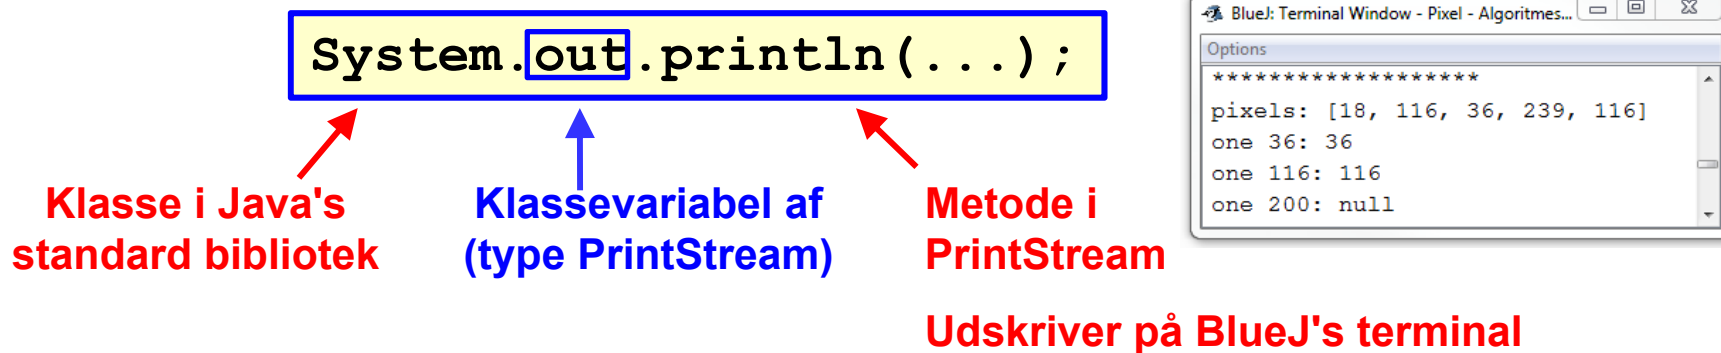 System.out.println(...);
Klasse i Java's
standard bibliotek
Klassevariabel af
(type PrintStream)
Metode i
PrintStream
Udskriver på BlueJ's terminal
BlueJ: Terminal Window - Pixel - Algoritmes...
Options
*******************
pixels: [18, 116, 36, 239, 116]
one 36: 36
one 116: 116
one 200: null